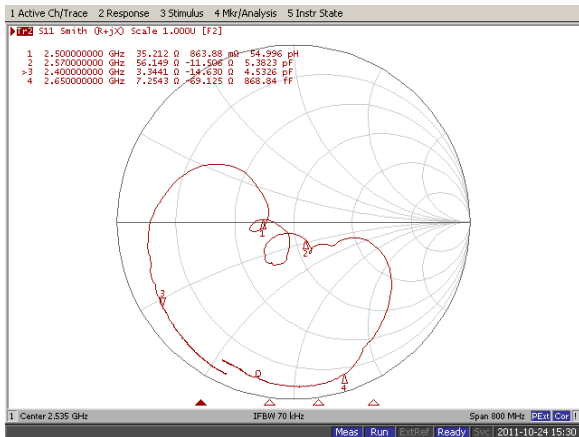 1 Active Ch/Trace 2 Response 3 Stimulus 4 Mkr/Analysis 5 Instr State
Tr2 S11 Smith (R+jX) Scale 1.000U [F2]
1 2.500000000 GHz 35.212 Ω 863.88 mΩ 54.996 pH
2 2.570000000 GHz 56.149 Ω -11.506 Ω 5.3823 pF
>3 2.400000000 GHz 3.3441 Ω -14.630 Ω 4.5326 pF
4 2.650000000 GHz 7.2543 Ω -69.125 Ω 868.84 fF
1
2
3
4
1 Center 2.535 GHz IFBW 70 kHz Span 800 MHz PExt Cor !
Meas Run ExtRef Ready Svc 2011-10-24 15:30